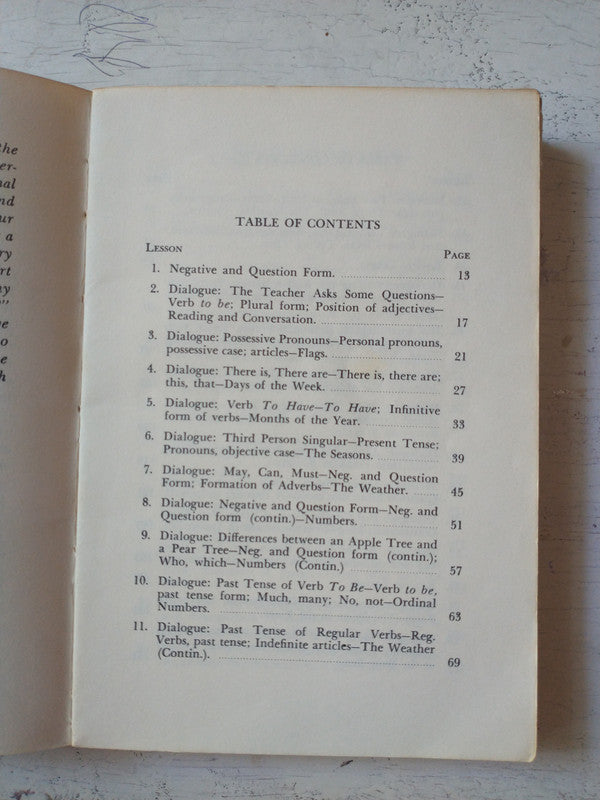 the
er-
nal
nd
ur
a
ry
rt
ny
"
e
o
e
h
TABLE OF CONTENTS
LESSON PAGE
1. Negative and Question Form. 13
2. Dialogue: The Teacher Asks Some Questions—
Verb to be; Plural form; Position of adjectives—
Reading and Conversation. 17
3. Dialogue: Possessive Pronouns—Personal pronouns,
possessive case; articles—Flags. 21
4. Dialogue: There is, There are—There is, there are;
this, that—Days of the Week. 27
5. Dialogue: Verb To Have—To Have; Infinitive
form of verbs—Months of the Year. 33
6. Dialogue: Third Person Singular—Present Tense;
Pronouns, objective case—The Seasons. 39
7. Dialogue: May, Can, Must—Neg. and Question
Form; Formation of Adverbs—The Weather. 45
8. Dialogue: Negative and Question Form—Neg. and
Question form (contin.)—Numbers. 51
9. Dialogue: Differences between an Apple Tree and
a Pear Tree—Neg. and Question form (contin.);
Who, which—Numbers (Contin.) 57
10. Dialogue: Past Tense of Verb To Be—Verb to be,
past tense form; Much, many; No, not—Ordinal
Numbers. 63
11. Dialogue: Past Tense of Regular Verbs—Reg.
Verbs, past tense; Indefinite articles—The Weather
(Contin.). 69